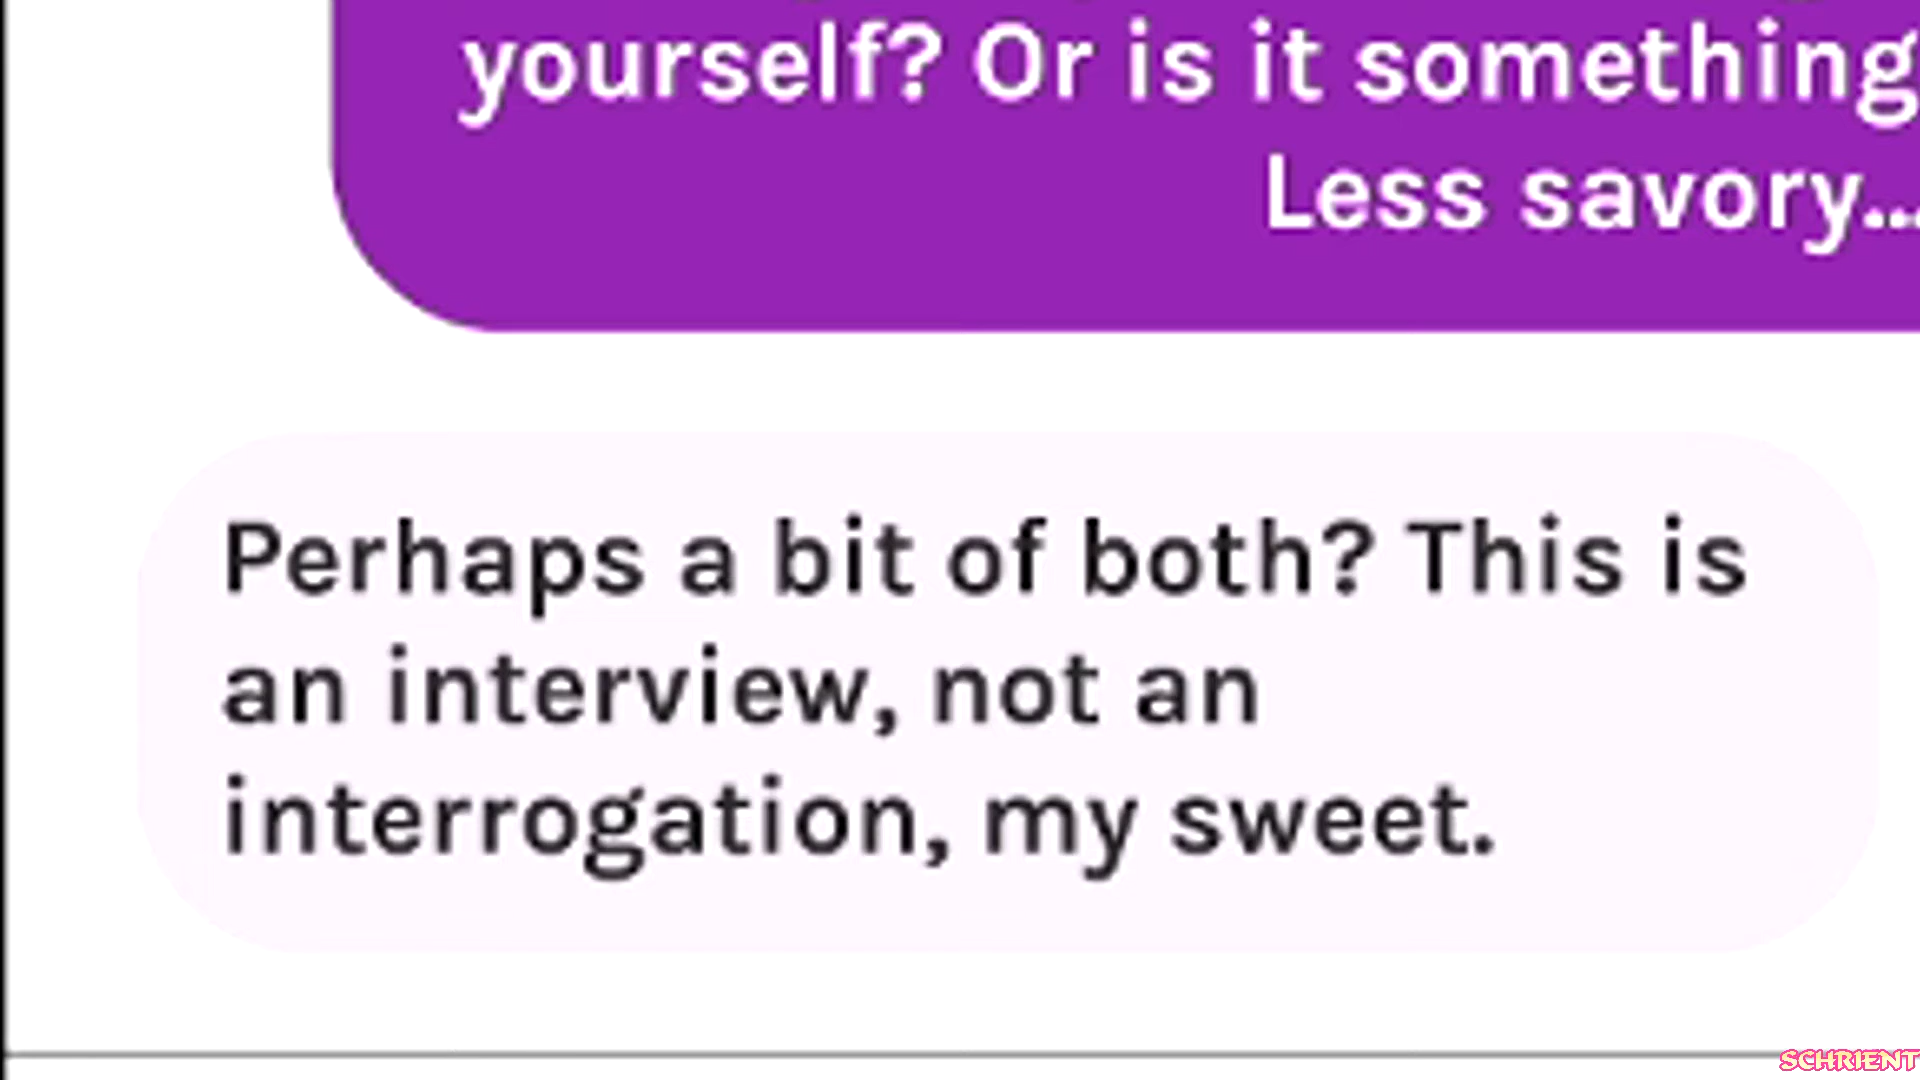 yourself? Or is it something
Less savory...
Perhaps a bit of both? This is
an interview, not an
interrogation, my sweet.
SCHRIENT